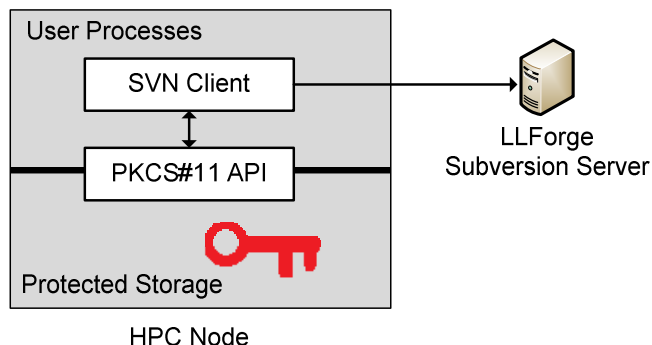 User Processes
SVN Client
PKCS#11 API
LLForge
Subversion Server
Protected Storage
HPC Node